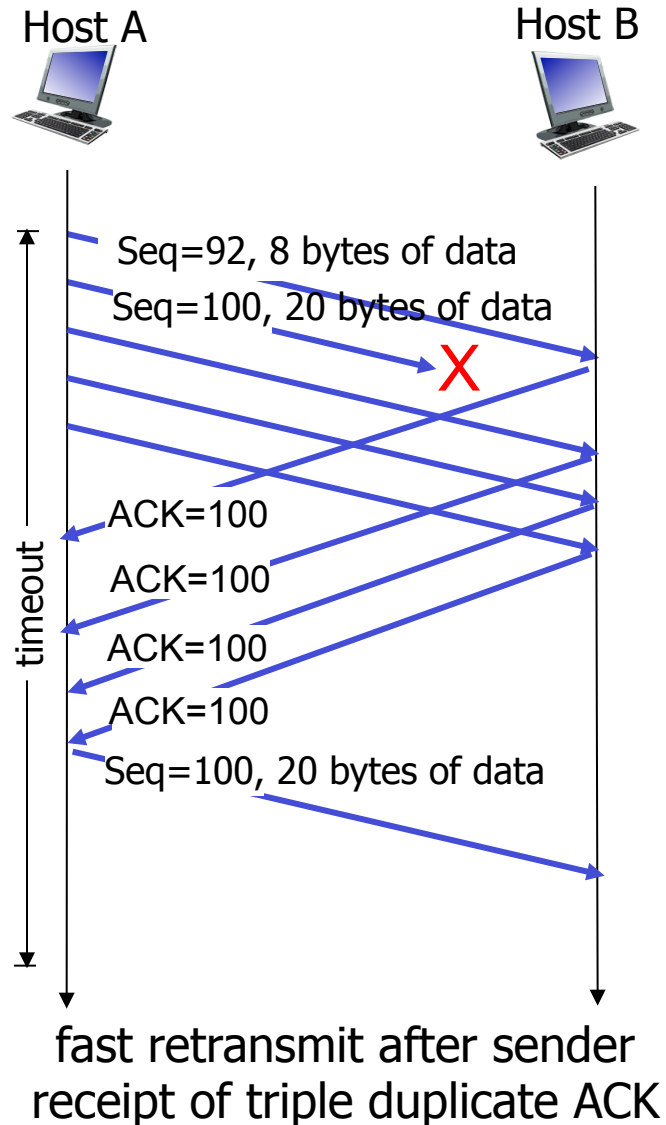 Host A
Host B
Seq=92, 8 bytes of data
Seq=100, 20 bytes of data
X
ACK=100
timeout
ACK=100
ACK=100
ACK=100
Seq=100, 20 bytes of data
fast retransmit after sender
receipt of triple duplicate ACK